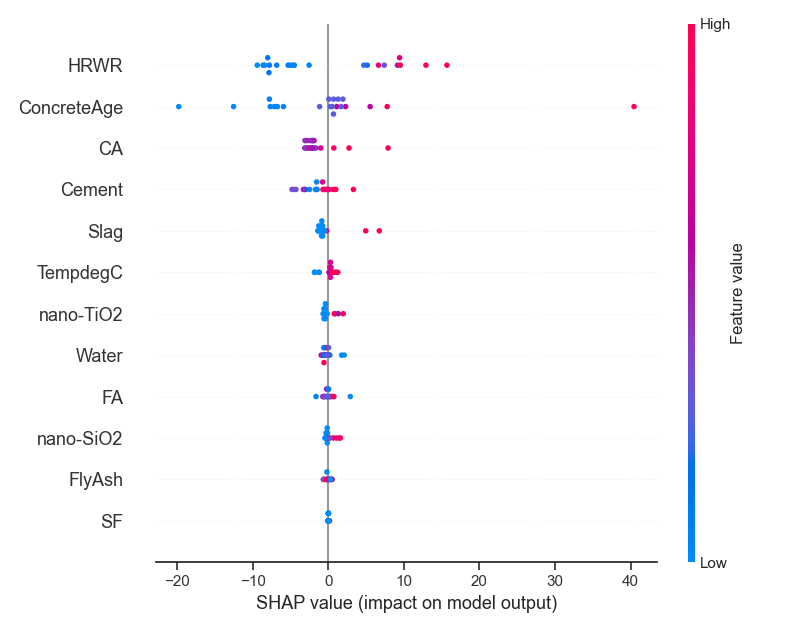 High
HRWR
ConcreteAge
CA
Cement
Slag
TempdegC
nano-TiO2
Water
FA
nano-SiO2
FlyAsh
SF
Feature value
Low
−20 −10 0 10 20 30 40
SHAP value (impact on model output)